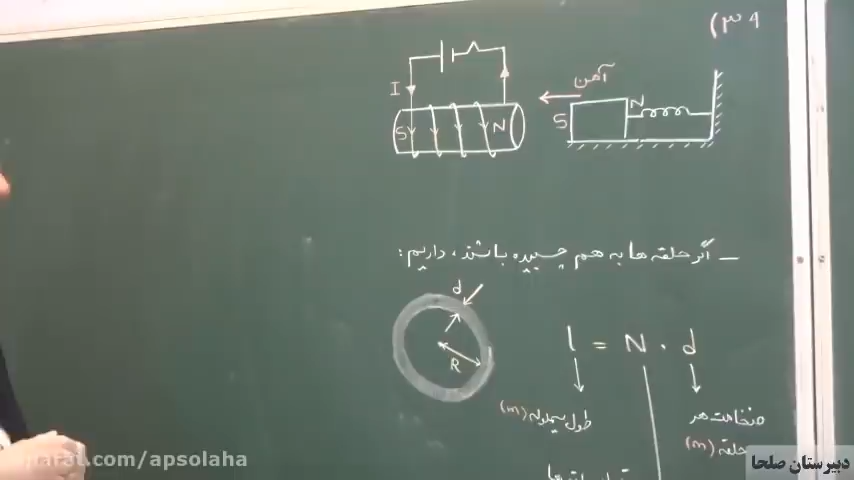 ۳۹)
آهن
I
S N
S N
– اگر حلقه ها به هم چسبیده باشند، داریم:
d
R
l = N . d
طول سیملوله (m)
ضخامت هر
حلقه (m)
دبیرستان صلحا
.com/apsolaha